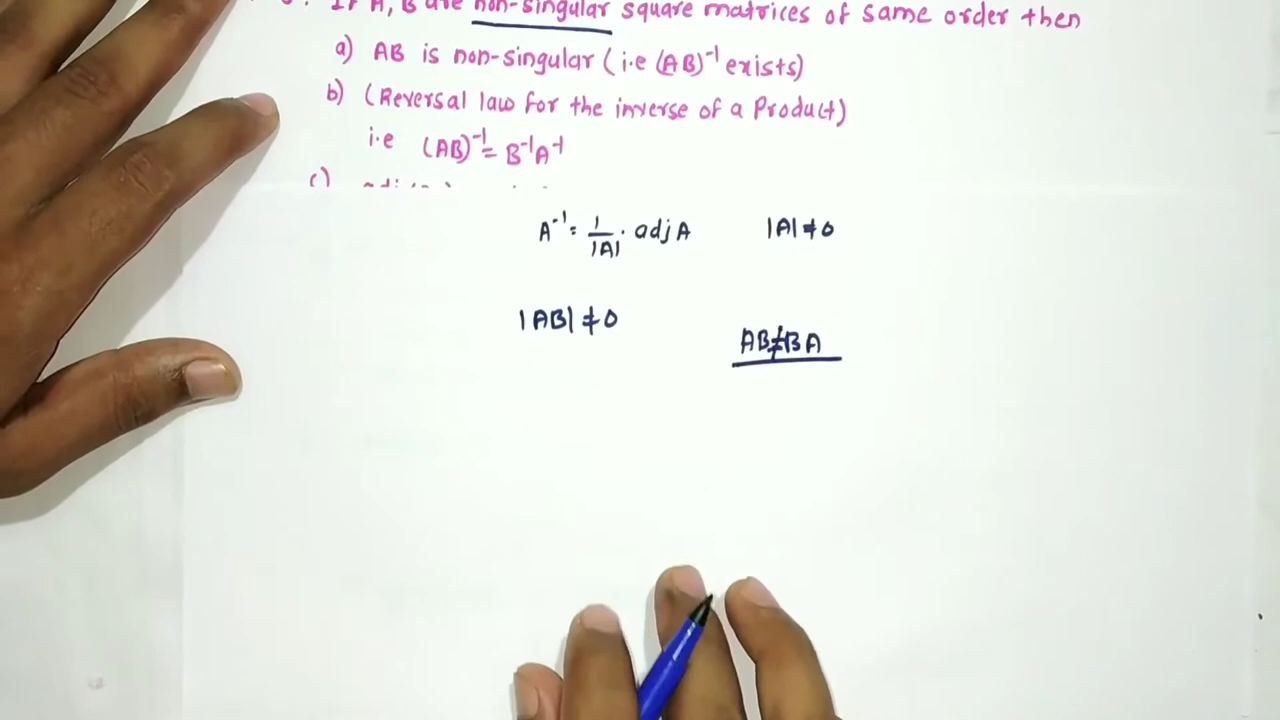 If A, B are non-singular square matrices of same order then
a) AB is non-singular (i.e (AB)⁻¹ exists)
b) (Reversal law for the inverse of a Product)
i.e (AB)⁻¹ = B⁻¹A⁻¹
c)
A⁻¹ = 1/|A| . adj A |A| ≠ 0
|AB| ≠ 0
AB ≠ BA